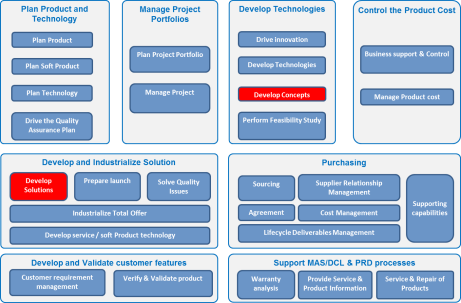 Plan Product and
Technology
Plan Product
Plan Soft Product
Plan Technology
Drive the Quality
Assurance Plan
Manage Project
Portfolios
Plan Project Portfolio
Manage Project
Develop Technologies
Drive Innovation
Develop Technologies
Develop Concepts
Perform Feasibility Study
Control the Product Cost
Business support & Control
Manage Product cost
Develop and Industrialize Solution
Develop
Solutions
Prepare launch
Solve Quality
Issues
Industrialize Total Offer
Develop service / soft Product technology
Purchasing
Sourcing
Supplier Relationship
Management
Agreement
Cost Management
Lifecycle Deliverables Management
Supporting
capabilities
Develop and Validate customer features
Customer requirement
management
Verify & Validate product
Support MAS/DCL & PRD processes
Warranty
analysis
Provide Service &
Product Information
Service & Repair of
Products